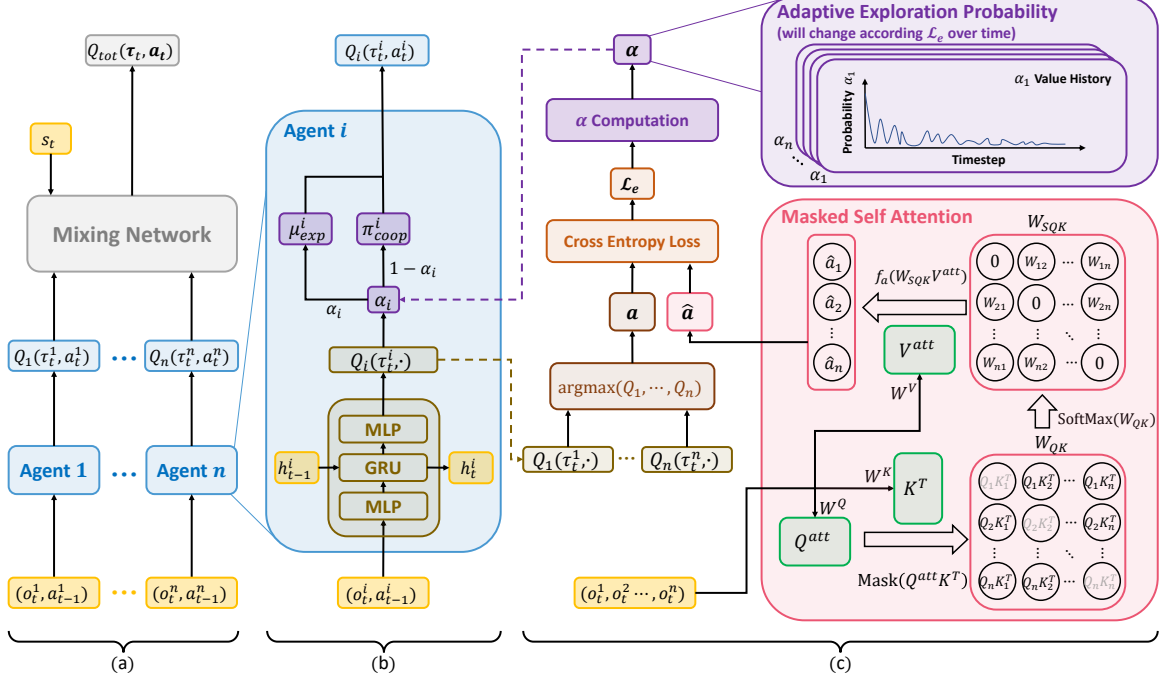 Q_tot(τ_t, a_t)
s_t
Mixing Network
Q_1(τ_t^1, a_t^1) ··· Q_n(τ_t^n, a_t^n)
Agent 1 ··· Agent n
(o_t^1, a_{t-1}^1) ··· (o_t^n, a_{t-1}^n)
(a)
Q_i(τ_t^i, a_t^i)
Agent i
μ_exp^i
π_coop^i
1 − α_i
α_i
α_i
Q_i(τ_t^i,·)
MLP
h_{t-1}^i
GRU
h_t^i
MLP
(o_t^i, a_{t-1}^i)
(b)
α
α Computation
ℒ_e
Cross Entropy Loss
a
â
argmax(Q_1, ···, Q_n)
Q_1(τ_t^1,·) ··· Q_n(τ_t^n,·)
(o_t^1, o_t^2 ···, o_t^n)
Adaptive Exploration Probability
(will change according ℒ_e over time)
α_1 Value History
Probability α_1
Timestep
α_n ··· α_1
Masked Self Attention
W_SQK
â_1
â_2
⋮
â_n
f_a(W_SQK V^att)
0 W_12 ··· W_1n
W_21 0 ··· W_2n
⋮ ⋮ ⋱ ⋮
W_n1 W_n2 ··· 0
V^att
W^V
SoftMax(W_QK)
W_QK
W^K
K^T
W^Q
Q^att
Mask(Q^att K^T)
Q_1K_1^T Q_1K_2^T ··· Q_1K_n^T
Q_2K_1^T Q_2K_2^T ··· Q_2K_n^T
⋮ ⋮ ⋱ ⋮
Q_nK_1^T Q_nK_2^T ··· Q_nK_n^T
(c)